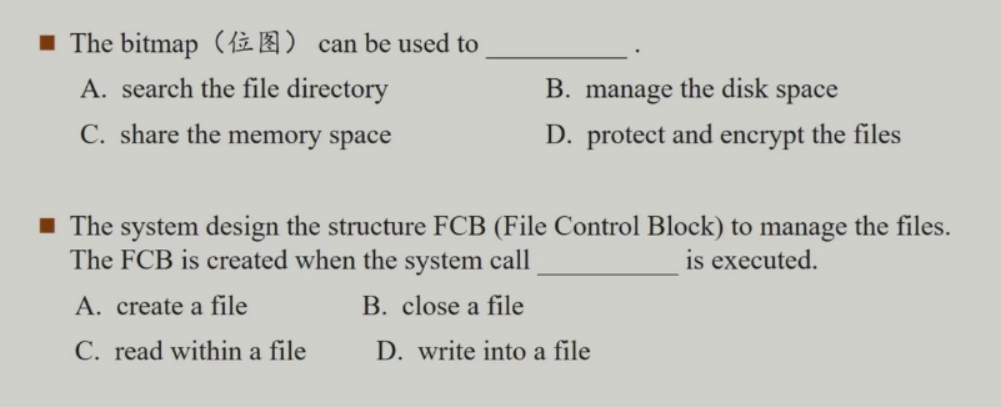 ■ The bitmap（位图） can be used to ____________ .
A. search the file directory B. manage the disk space
C. share the memory space D. protect and encrypt the files
■ The system design the structure FCB (File Control Block) to manage the files.
The FCB is created when the system call ____________ is executed.
A. create a file B. close a file
C. read within a file D. write into a file